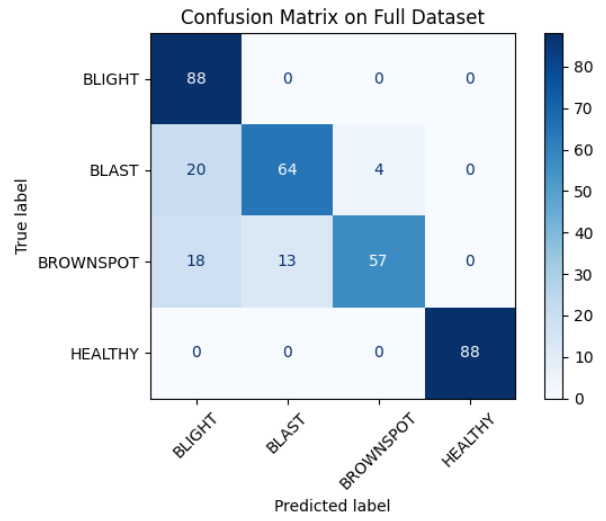 Confusion Matrix on Full Dataset
True label
BLIGHT 88 0 0 0
BLAST 20 64 4 0
BROWNSPOT 18 13 57 0
HEALTHY 0 0 0 88
BLIGHT BLAST BROWNSPOT HEALTHY
Predicted label
80
70
60
50
40
30
20
10
0